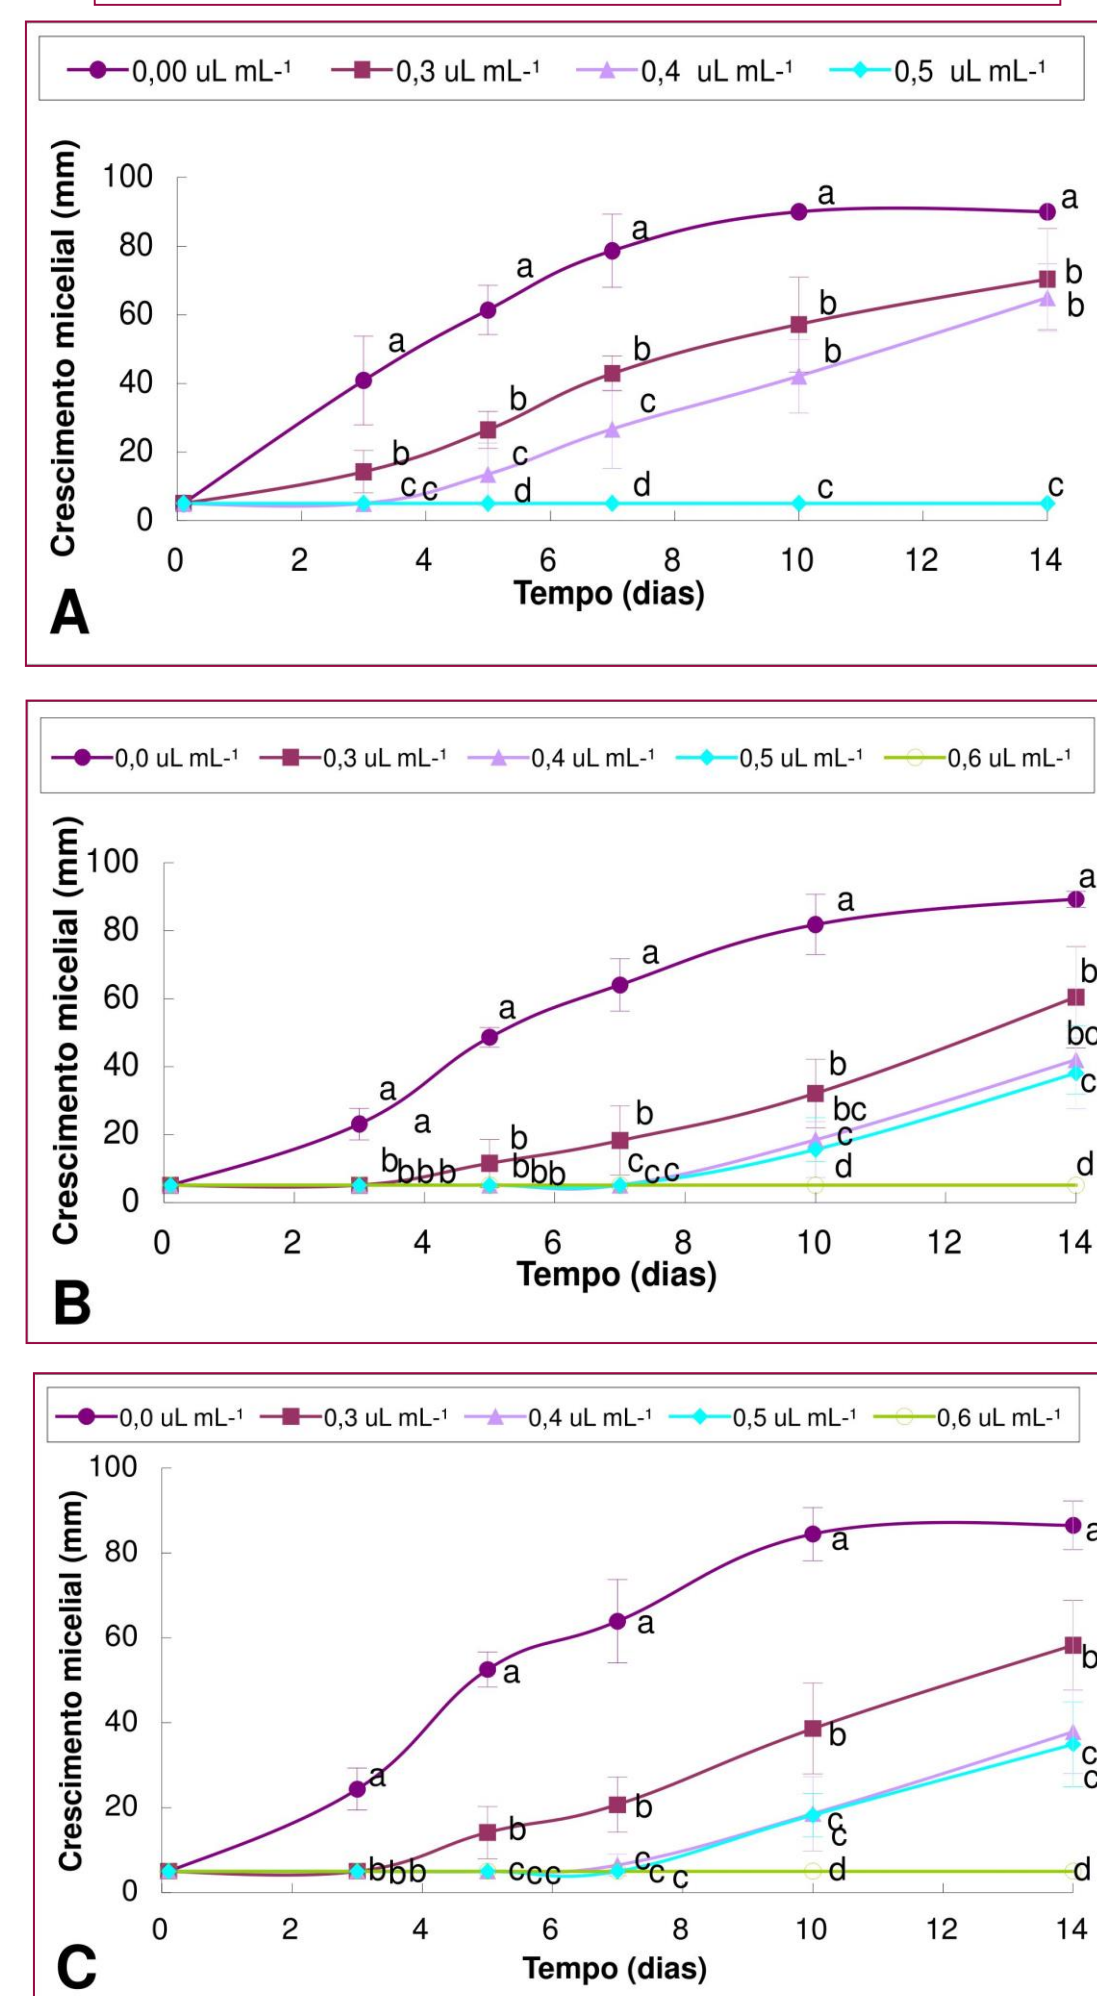 0,00 uL mL-¹ 0,3 uL mL-¹ 0,4 uL mL-¹ 0,5 uL mL-¹
Crescimento micelial (mm)
100
80
60
40
20
0
a
a
a
a
a
b
b
b
b
b
c
c
c
c
b
b
d
d
c
c
0 2 4 6 8 10 12 14
Tempo (dias)
A
0,0 uL mL-¹ 0,3 uL mL-¹ 0,4 uL mL-¹ 0,5 uL mL-¹ 0,6 uL mL-¹
Crescimento micelial (mm)
100
80
60
40
20
0
a
a
a
a
a
a
b
b
b
b
b b b b
b b b
c c c
bc
c
d
bc
c
d
0 2 4 6 8 10 12 14
Tempo (dias)
B
0,0 uL mL-¹ 0,3 uL mL-¹ 0,4 uL mL-¹ 0,5 uL mL-¹ 0,6 uL mL-¹
Crescimento micelial (mm)
100
80
60
40
20
0
a
a
a
a
a
b
b
b
b
b b b
c c c
c c c
c
c
d
c
c
d
0 2 4 6 8 10 12 14
Tempo (dias)
C